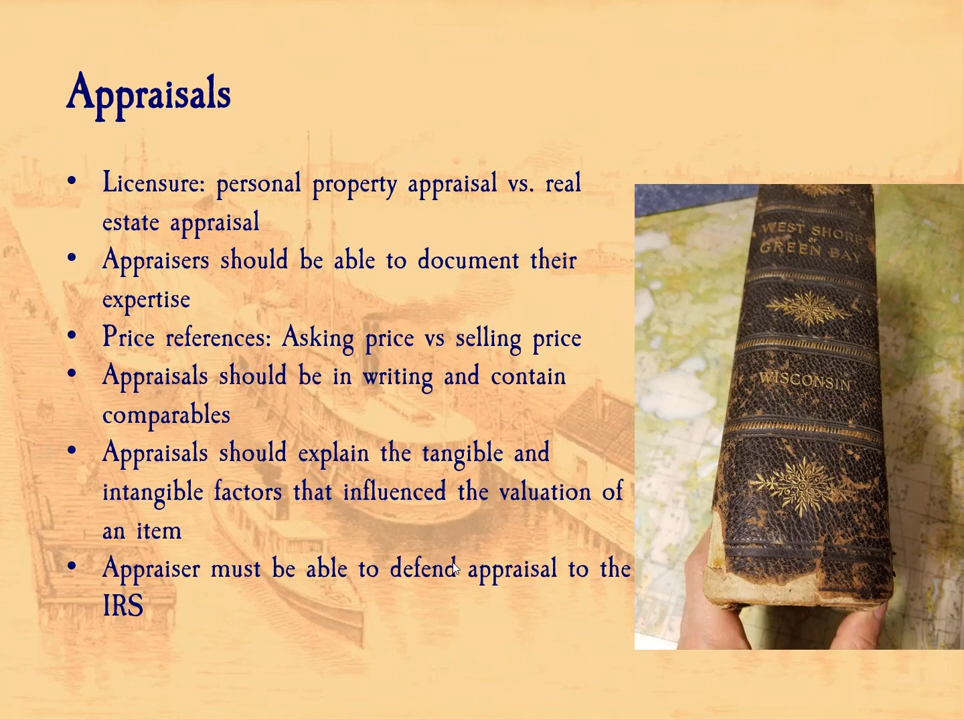 Appraisals
• Licensure: personal property appraisal vs. real
estate appraisal
• Appraisers should be able to document their
expertise
• Price references: Asking price vs selling price
• Appraisals should be in writing and contain
comparables
• Appraisals should explain the tangible and
intangible factors that influenced the valuation of
an item
• Appraiser must be able to defend appraisal to the
IRS
WEST SHORE
OF
GREEN BAY
WISCONSIN